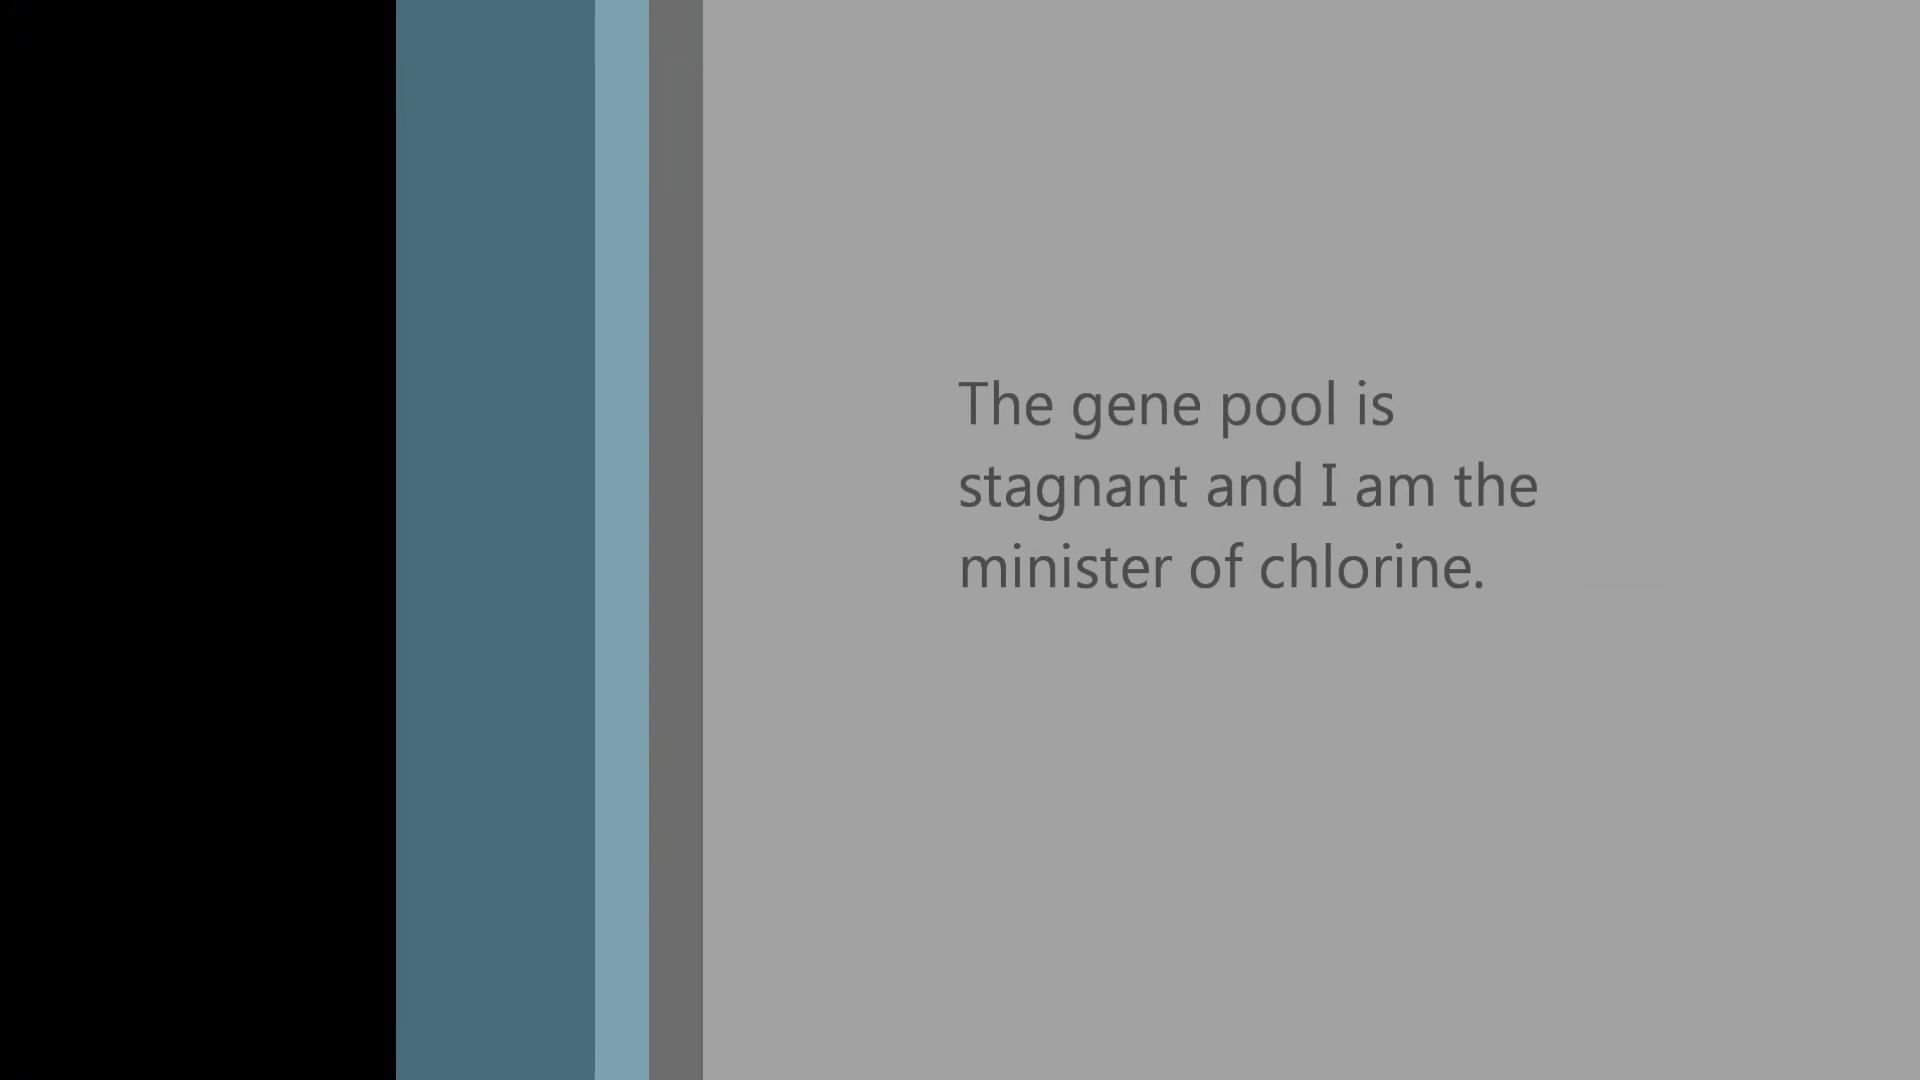 The gene pool is
stagnant and I am the
minister of chlorine.